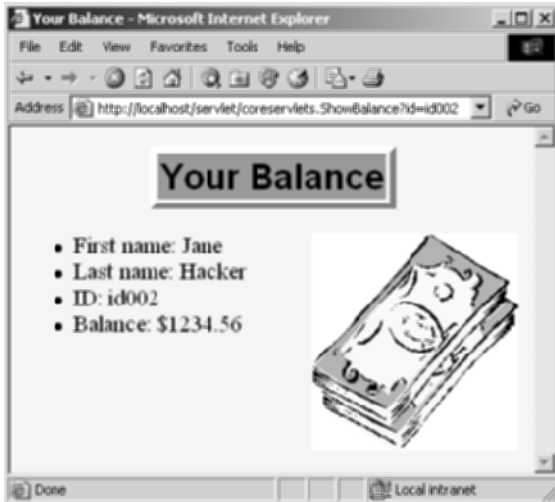 Your Balance - Microsoft Internet Explorer
File Edit View Favorites Tools Help
Address http://localhost/servlet/coreservlets.ShowBalance?id=id002 Go
Your Balance
First name: Jane
Last name: Hacker
ID: id002
Balance: $1234.56
Done Local intranet